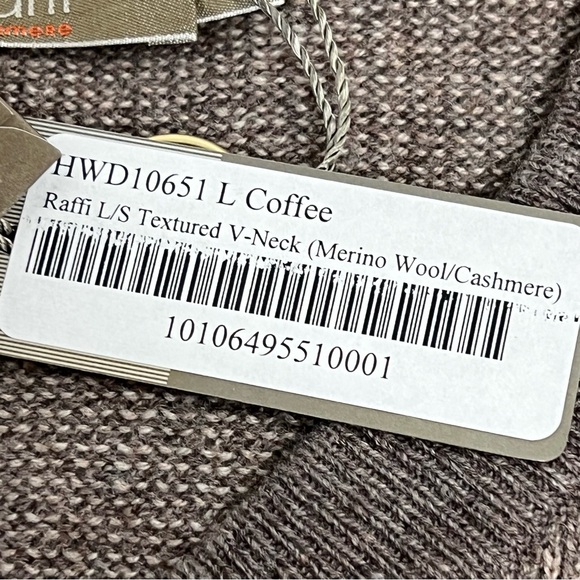 HWD10651 L Coffee
Raffi L/S Textured V-Neck (Merino Wool/Cashmere)
10106495510001